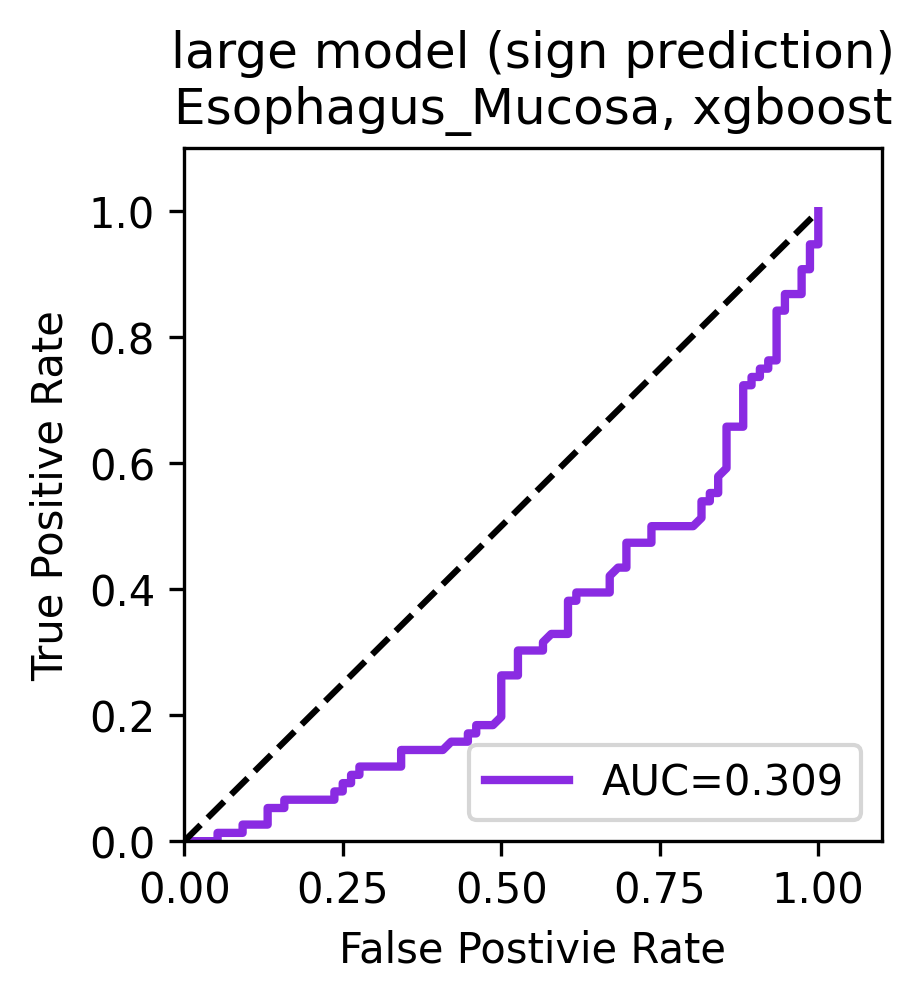 large model (sign prediction)
Esophagus_Mucosa, xgboost
1.0
0.8
0.6
0.4
0.2
0.0
True Positive Rate
AUC=0.309
0.00 0.25 0.50 0.75 1.00
False Postivie Rate